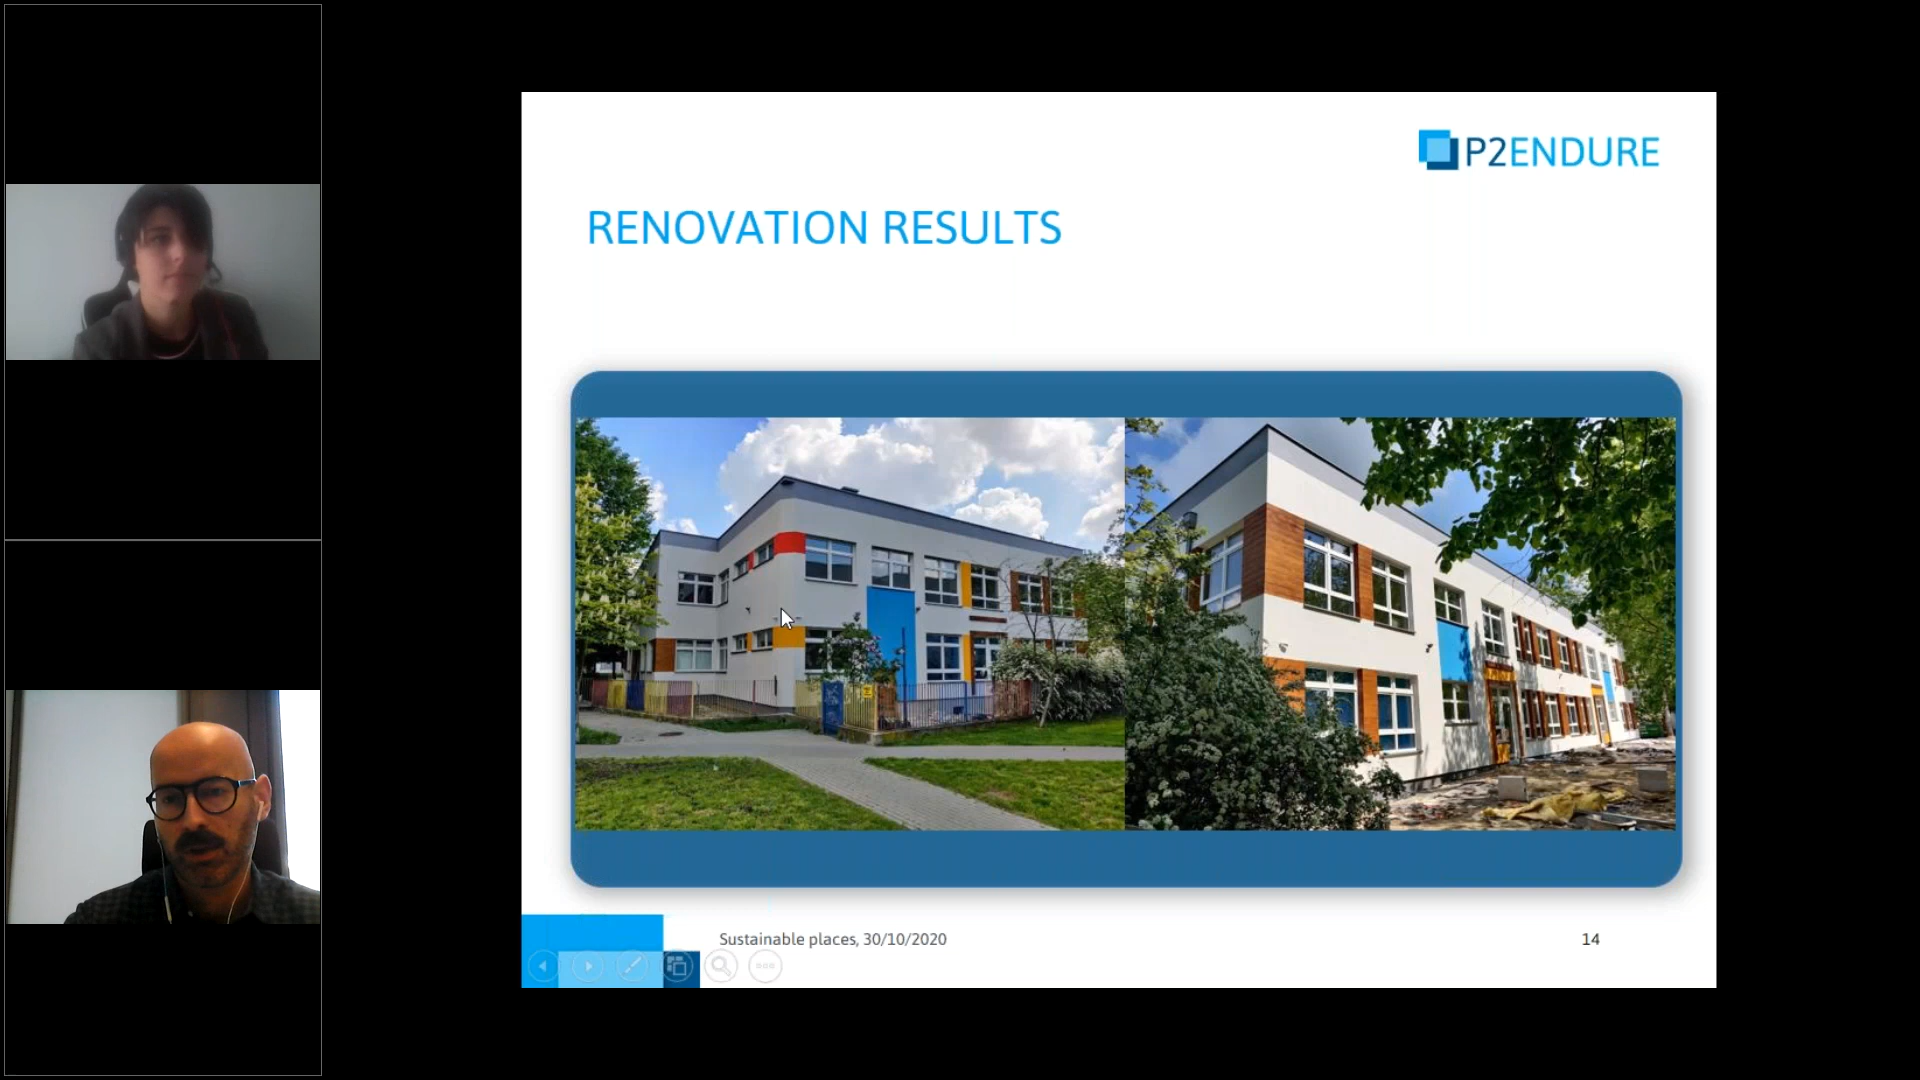 P2ENDURE
RENOVATION RESULTS
Sustainable places, 30/10/2020
14